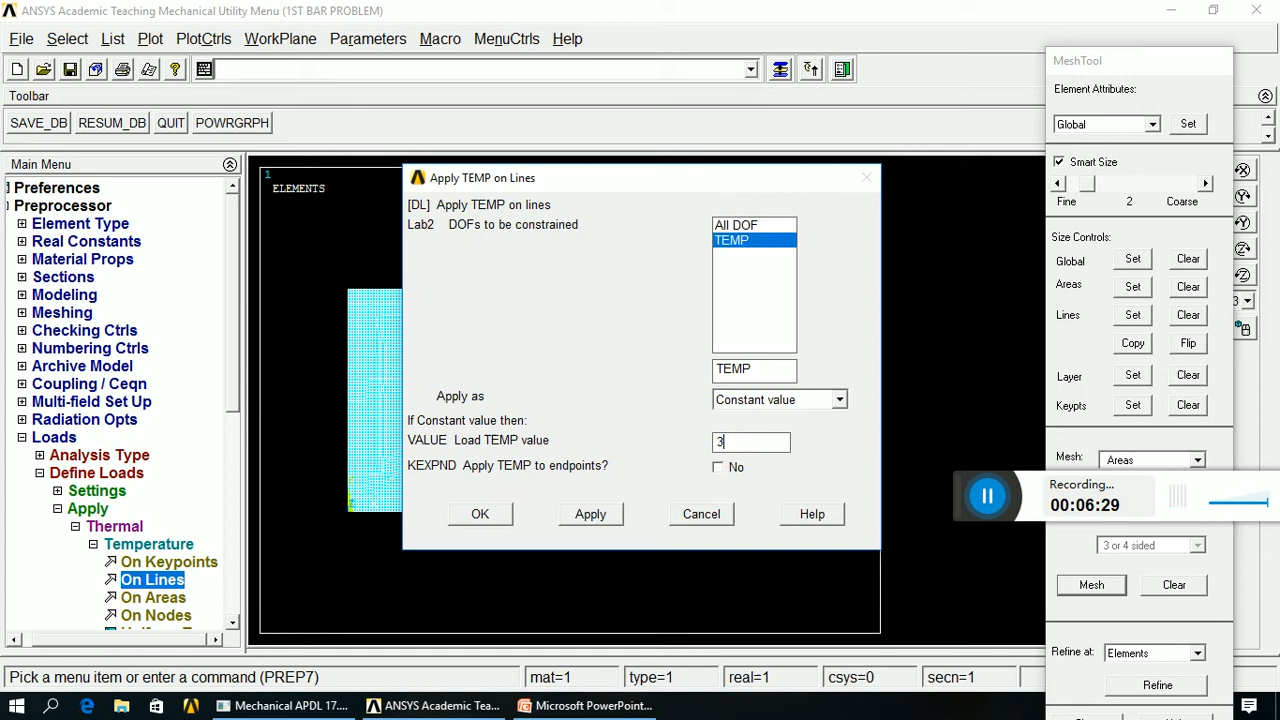 ANSYS Academic Teaching Mechanical Utility Menu (1ST BAR PROBLEM)
File Select List Plot PlotCtrls WorkPlane Parameters Macro MenuCtrls Help
Toolbar
SAVE_DB RESUM_DB QUIT POWRGRPH
Main Menu
Preferences
Preprocessor
Element Type
Real Constants
Material Props
Sections
Modeling
Meshing
Checking Ctrls
Numbering Ctrls
Archive Model
Coupling / Ceqn
Multi-field Set Up
Radiation Opts
Loads
Analysis Type
Define Loads
Settings
Apply
Thermal
Temperature
On Keypoints
On Lines
On Areas
On Nodes
1
ELEMENTS
Apply TEMP on Lines
[DL] Apply TEMP on lines
Lab2 DOFs to be constrained
All DOF
TEMP
TEMP
Apply as
Constant value
If Constant value then:
VALUE Load TEMP value
3
KEXPND Apply TEMP to endpoints?
No
OK Apply Cancel Help
MeshTool
Element Attributes:
Global Set
Smart Size
Fine 2 Coarse
Size Controls:
Global Set Clear
Areas Set Clear
Lines Set Clear
Copy Flip
Layer Set Clear
Keypts Set Clear
Mesh: Areas
Recording...
00:06:29
3 or 4 sided
Mesh Clear
Refine at: Elements
Refine
3
Pick a menu item or enter a command (PREP7)
mat=1 type=1 real=1 csys=0 secn=1
Mechanical APDL 17.... ANSYS Academic Tea... Microsoft PowerPoint...